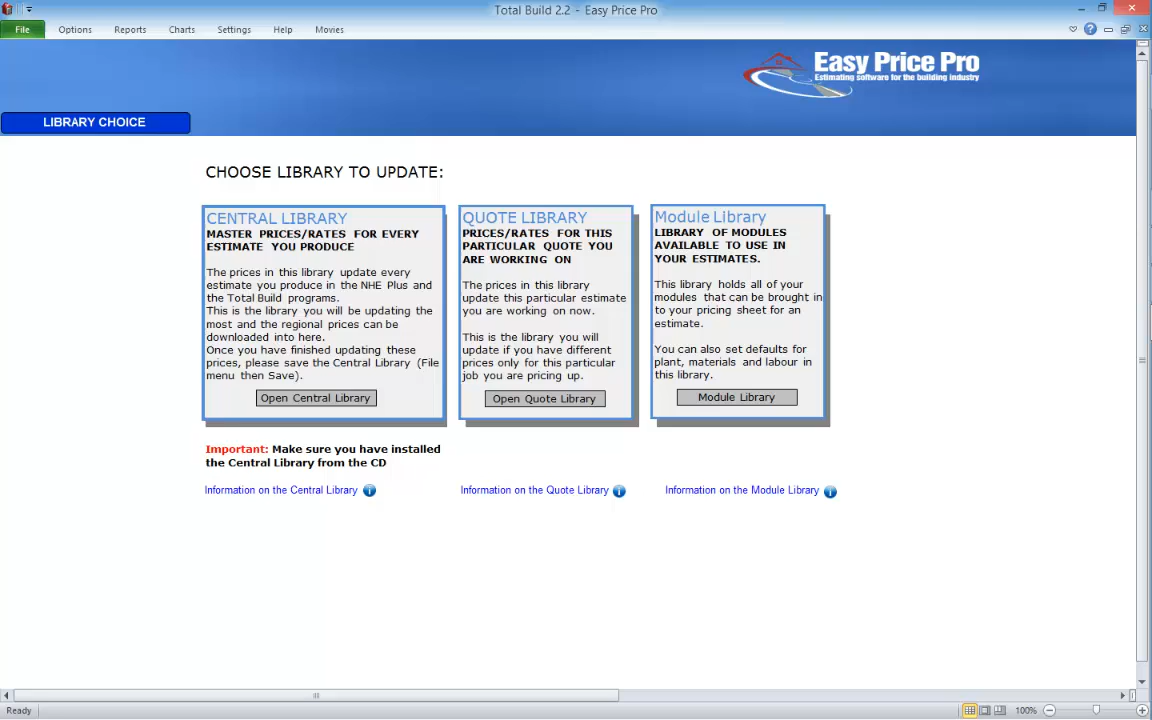 Total Build 2.2 - Easy Price Pro
File Options Reports Charts Settings Help Movies
Easy Price Pro
Estimating software for the building industry
LIBRARY CHOICE
CHOOSE LIBRARY TO UPDATE:
CENTRAL LIBRARY
MASTER PRICES/RATES FOR EVERY
ESTIMATE YOU PRODUCE
The prices in this library update every
estimate you produce in the NHE Plus and
the Total Build programs.
This is the library you will be updating the
most and the regional prices can be
downloaded into here.
Once you have finished updating these
prices, please save the Central Library (File
menu then Save).
Open Central Library
QUOTE LIBRARY
PRICES/RATES FOR THIS
PARTICULAR QUOTE YOU
ARE WORKING ON
The prices in this library
update this particular estimate
you are working on now.
This is the library you will
update if you have different
prices only for this particular
job you are pricing up.
Open Quote Library
Module Library
LIBRARY OF MODULES
AVAILABLE TO USE IN
YOUR ESTIMATES.
This library holds all of your
modules that can be brought in
to your pricing sheet for an
estimate.
You can also set defaults for
plant, materials and labour in
this library.
Module Library
Important: Make sure you have installed
the Central Library from the CD
Information on the Central Library
Information on the Quote Library
Information on the Module Library
Ready
100%